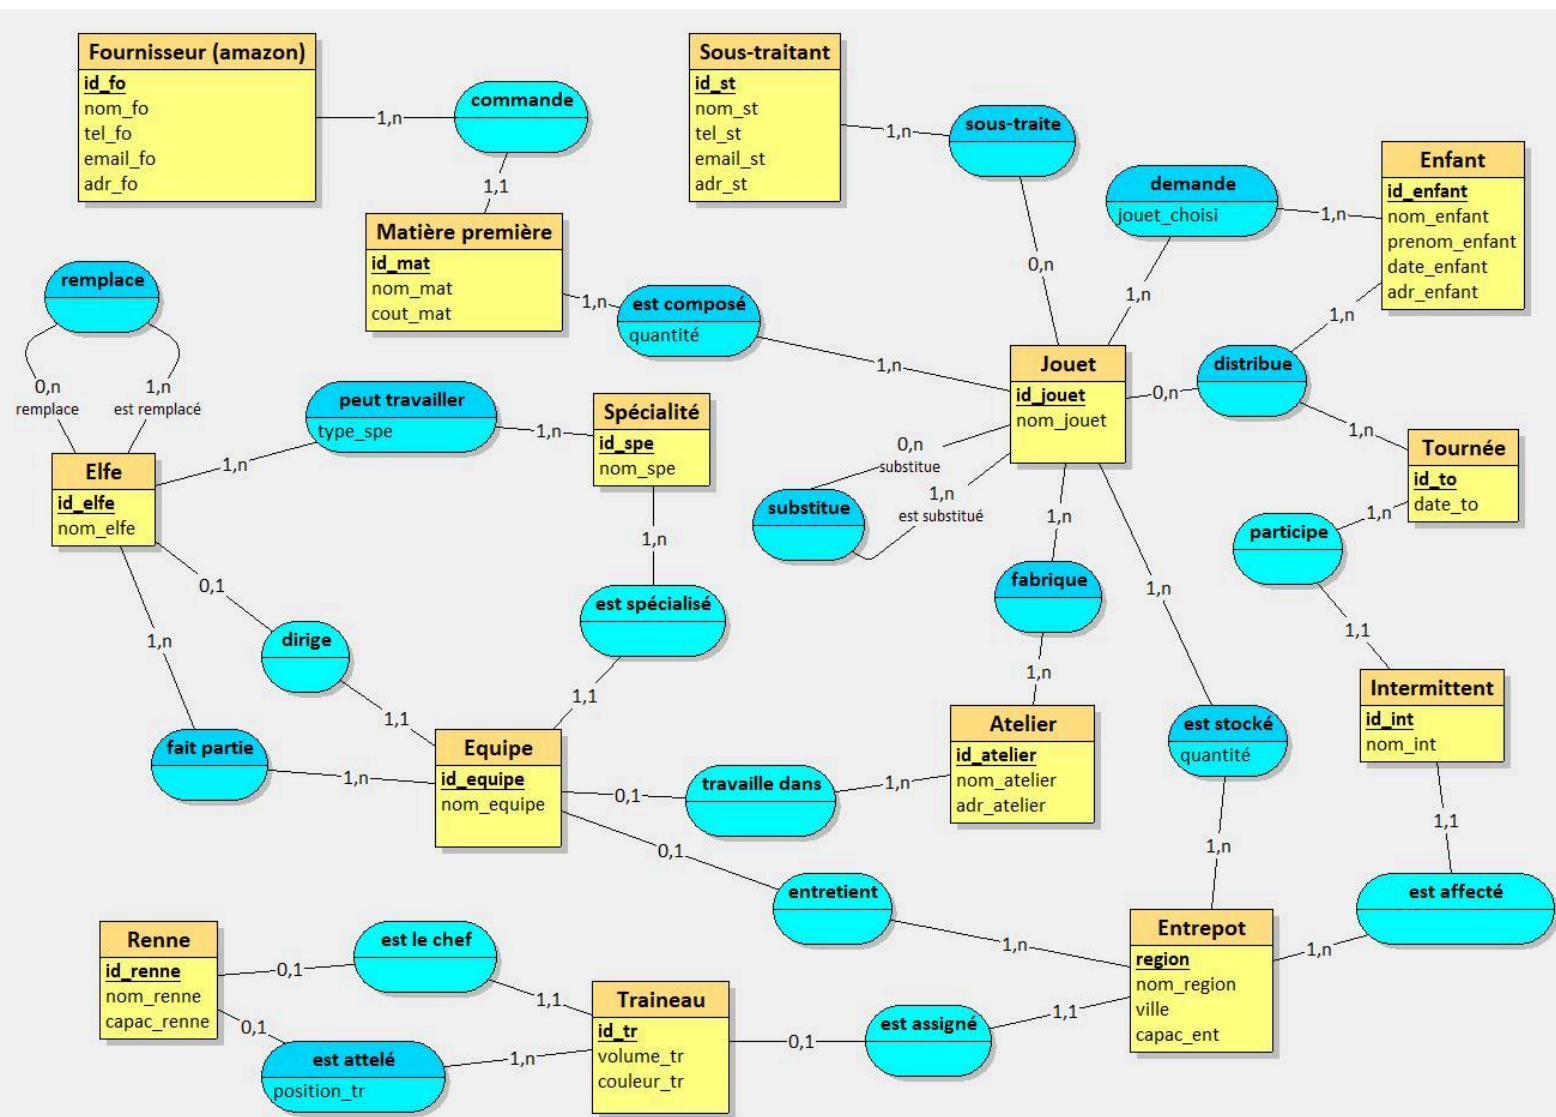 Fournisseur (amazon)
id_fo
nom_fo
tel_fo
email_fo
adr_fo
1,n
commande
1,1
Sous-traitant
id_st
nom_st
tel_st
email_st
adr_st
1,n
sous-traite
0,n
demande
jouet_choisi
1,n
1,n
Enfant
id_enfant
nom_enfant
prenom_enfant
date_enfant
adr_enfant
1,n
Matière première
id_mat
nom_mat
cout_mat
1,n
est composé
quantité
1,n
remplace
0,n
remplace
1,n
est remplacé
peut travailler
type_spe
1,n
1,n
Spécialité
id_spe
nom_spe
1,n
Jouet
id_jouet
nom_jouet
0,n
distribue
1,n
Tournée
id_to
date_to
1,n
participe
1,1
Elfe
id_elfe
nom_elfe
0,n
substitue
1,n
est substitué
substitue
1,n
fabrique
1,n
1,n
0,1
dirige
1,1
1,n
fait partie
1,n
est spécialisé
1,1
Equipe
id_equipe
nom_equipe
0,1
travaille dans
1,n
Atelier
id_atelier
nom_atelier
adr_atelier
est stocké
quantité
1,n
Intermittent
id_int
nom_int
1,1
est affecté
1,n
0,1
entretient
1,n
Entrepot
region
nom_region
ville
capac_ent
Renne
id_renne
nom_renne
capac_renne
0,1
est le chef
1,1
0,1
est attelé
position_tr
1,n
Traineau
id_tr
volume_tr
couleur_tr
0,1
est assigné
1,1